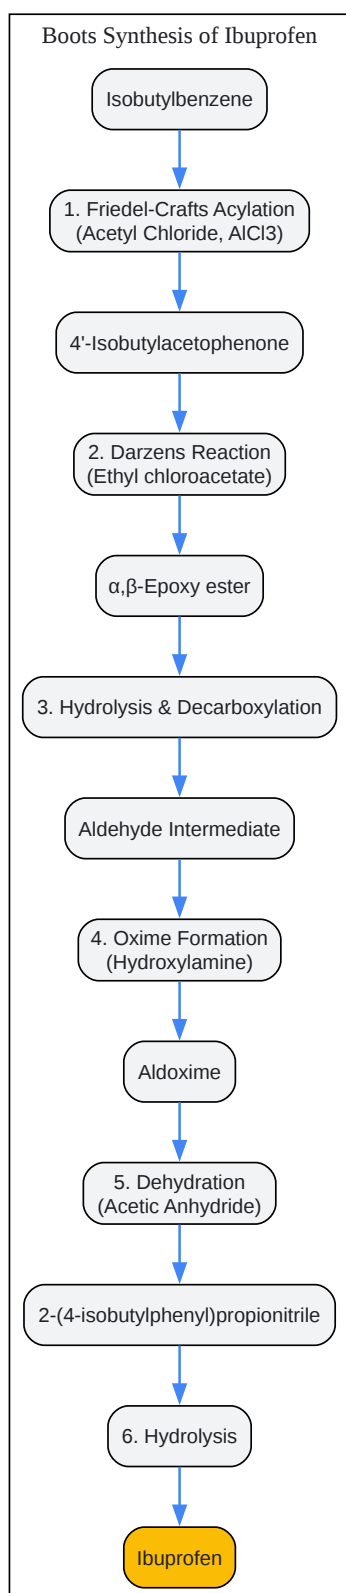 Boots Synthesis of Ibuprofen
Isobutylbenzene
1. Friedel-Crafts Acylation
(Acetyl Chloride, AlCl3)
4'-Isobutylacetophenone
2. Darzens Reaction
(Ethyl chloroacetate)
α,β-Epoxy ester
3. Hydrolysis & Decarboxylation
Aldehyde Intermediate
4. Oxime Formation
(Hydroxylamine)
Aldoxime
5. Dehydration
(Acetic Anhydride)
2-(4-isobutylphenyl)propionitrile
6. Hydrolysis
Ibuprofen